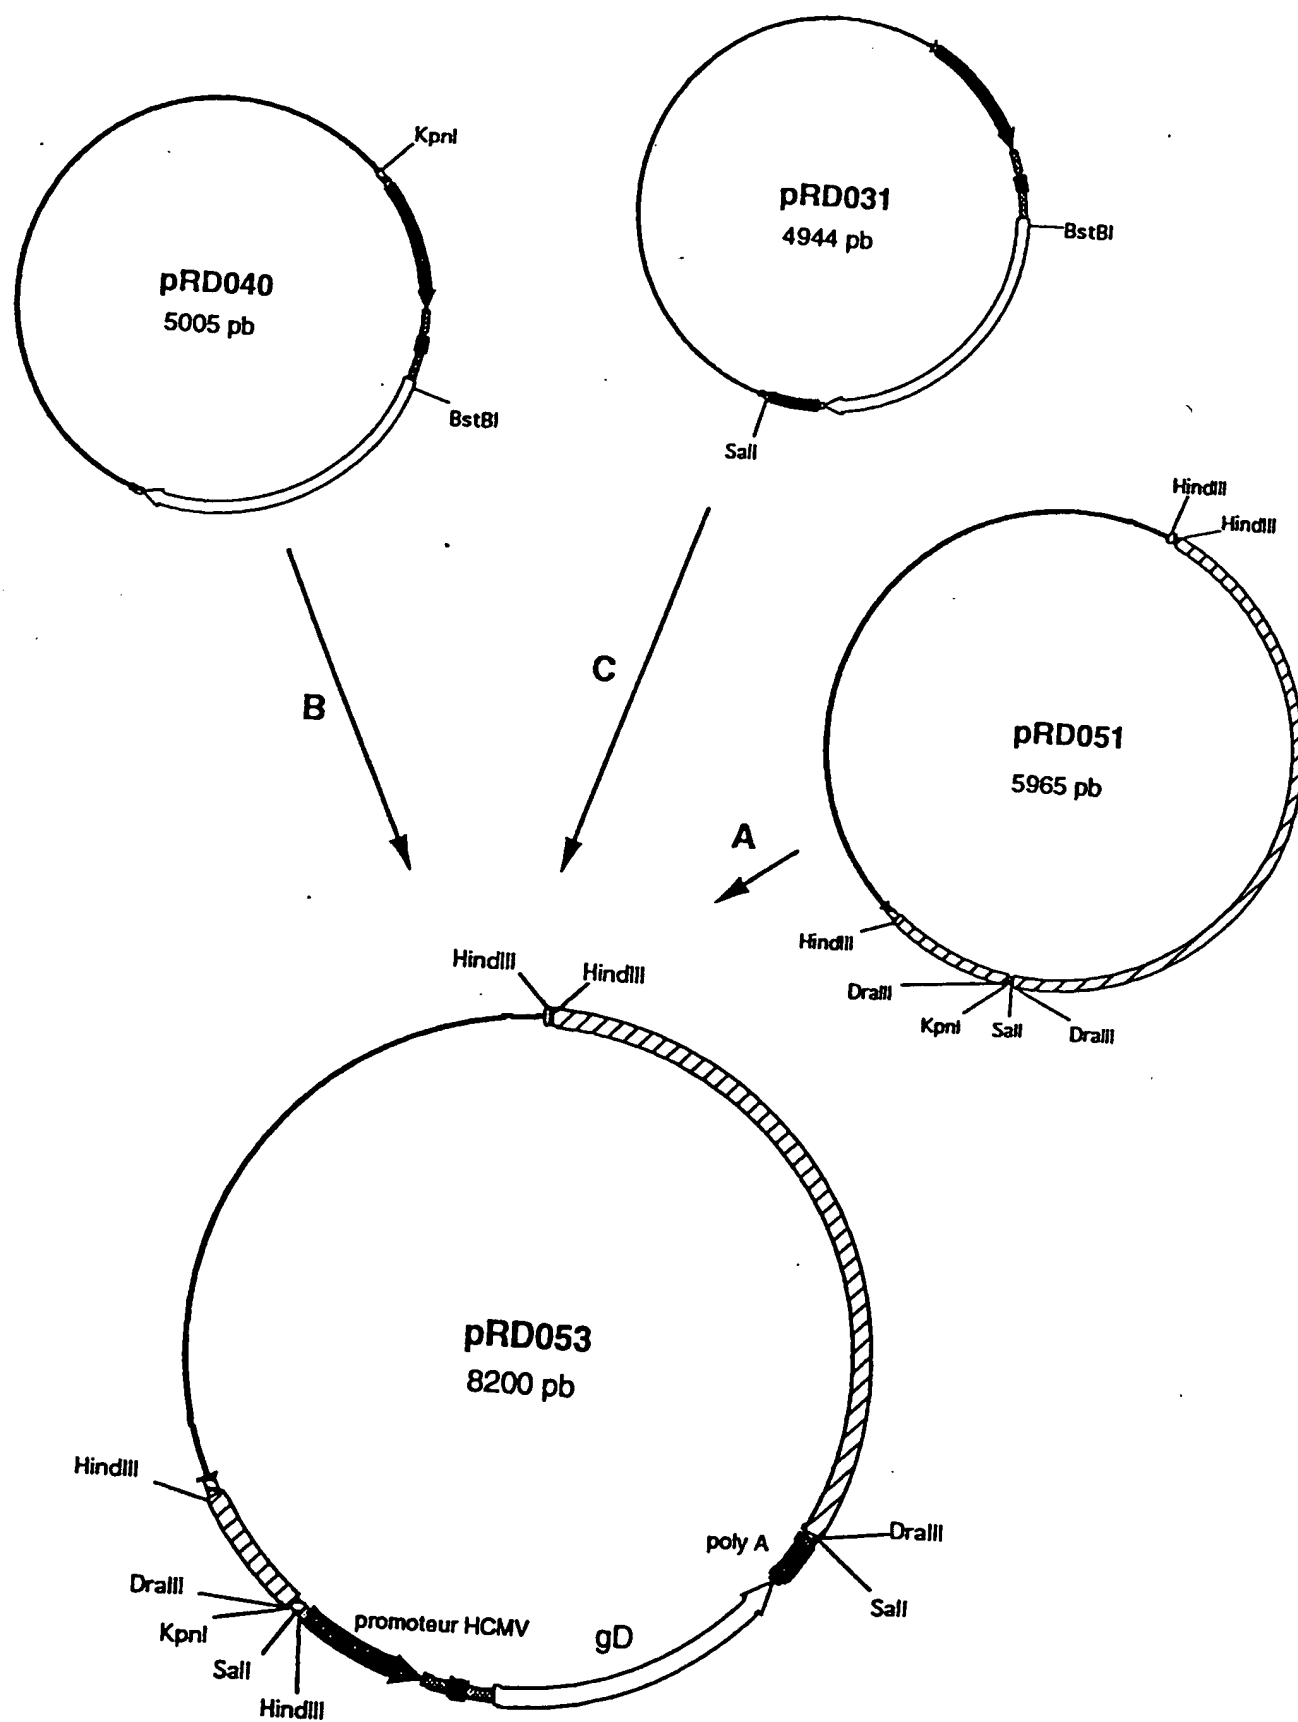 KpnI
pRD040
5005 pb
BstBI
pRD031
4944 pb
BstBI
SalI
HindIII
HindIII
pRD051
5965 pb
HindIII
DraIII
KpnI
SalI
DraIII
B
C
A
HindIII
HindIII
pRD053
8200 pb
HindIII
DraIII
KpnI
SalI
HindIII
promoteur HCMV
gD
poly A
DraIII
SalI